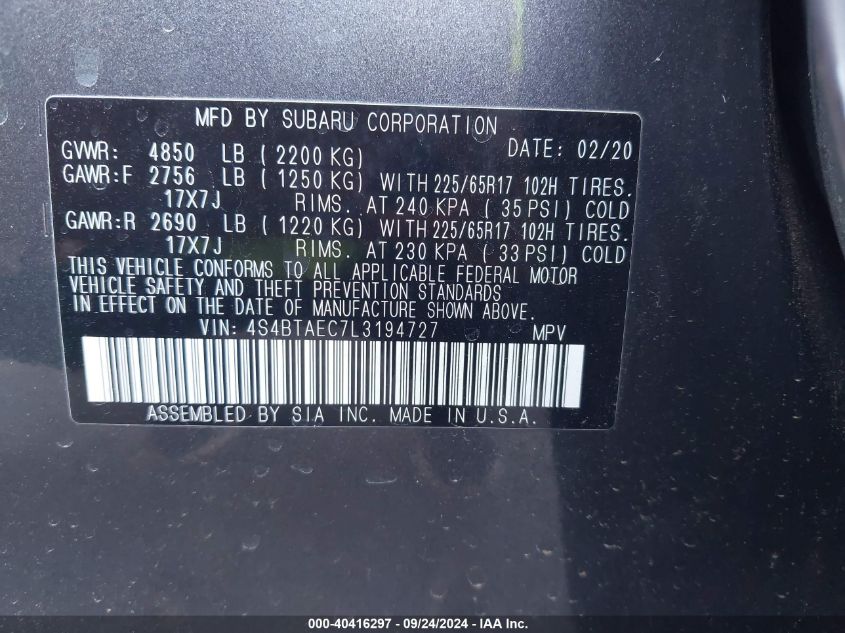 MFD BY SUBARU CORPORATION
GVWR: 4850 LB ( 2200 KG) DATE: 02/20
GAWR:F 2756 LB ( 1250 KG) WITH 225/65R17 102H TIRES.
17X7J RIMS. AT 240 KPA ( 35 PSI) COLD
GAWR:R 2690 LB ( 1220 KG) WITH 225/65R17 102H TIRES.
17X7J RIMS. AT 230 KPA ( 33 PSI) COLD
THIS VEHICLE CONFORMS TO ALL APPLICABLE FEDERAL MOTOR
VEHICLE SAFETY AND THEFT PREVENTION STANDARDS
IN EFFECT ON THE DATE OF MANUFACTURE SHOWN ABOVE.
VIN: 4S4BTAEC7L3194727 MPV
ASSEMBLED BY SIA INC. MADE IN U.S.A.
000-40416297 - 09/24/2024 - IAA Inc.